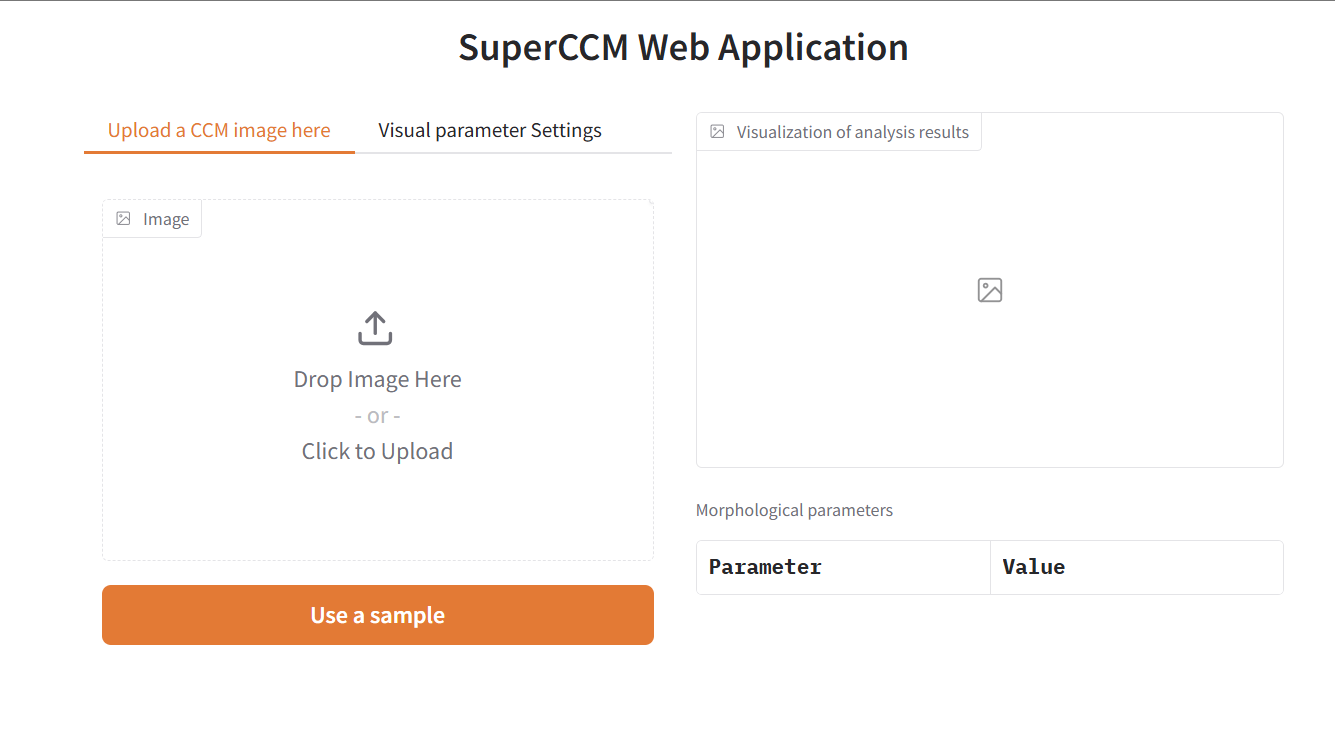 SuperCCM Web Application
Upload a CCM image here
Visual parameter Settings
Image
Drop Image Here
- or -
Click to Upload
Use a sample
Visualization of analysis results
Morphological parameters
Parameter Value